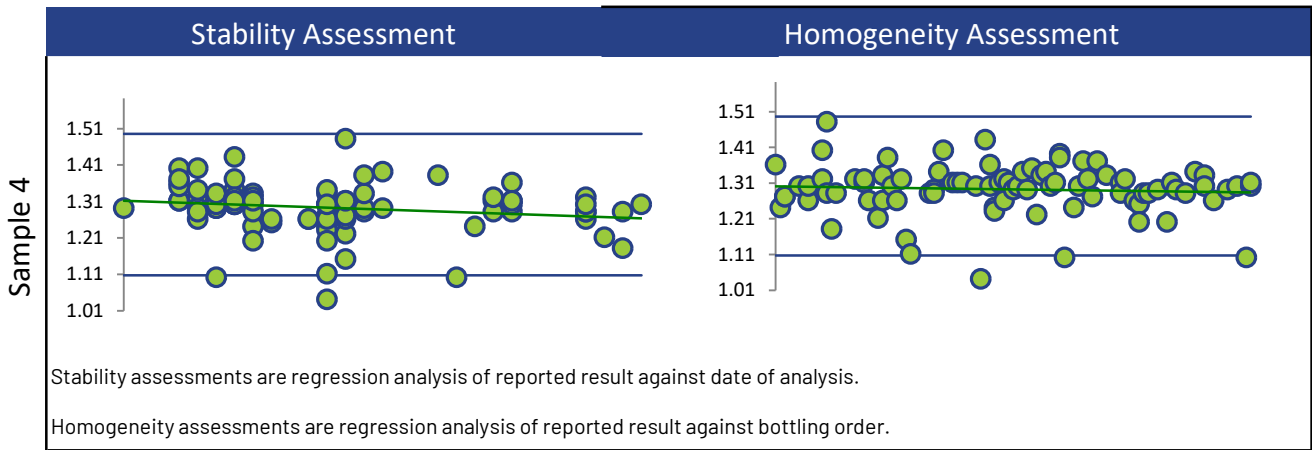 Stability Assessment
Homogeneity Assessment
Sample 4
1.51
1.41
1.31
1.21
1.11
1.01
1.51
1.41
1.31
1.21
1.11
1.01
Stability assessments are regression analysis of reported result against date of analysis.
Homogeneity assessments are regression analysis of reported result against bottling order.